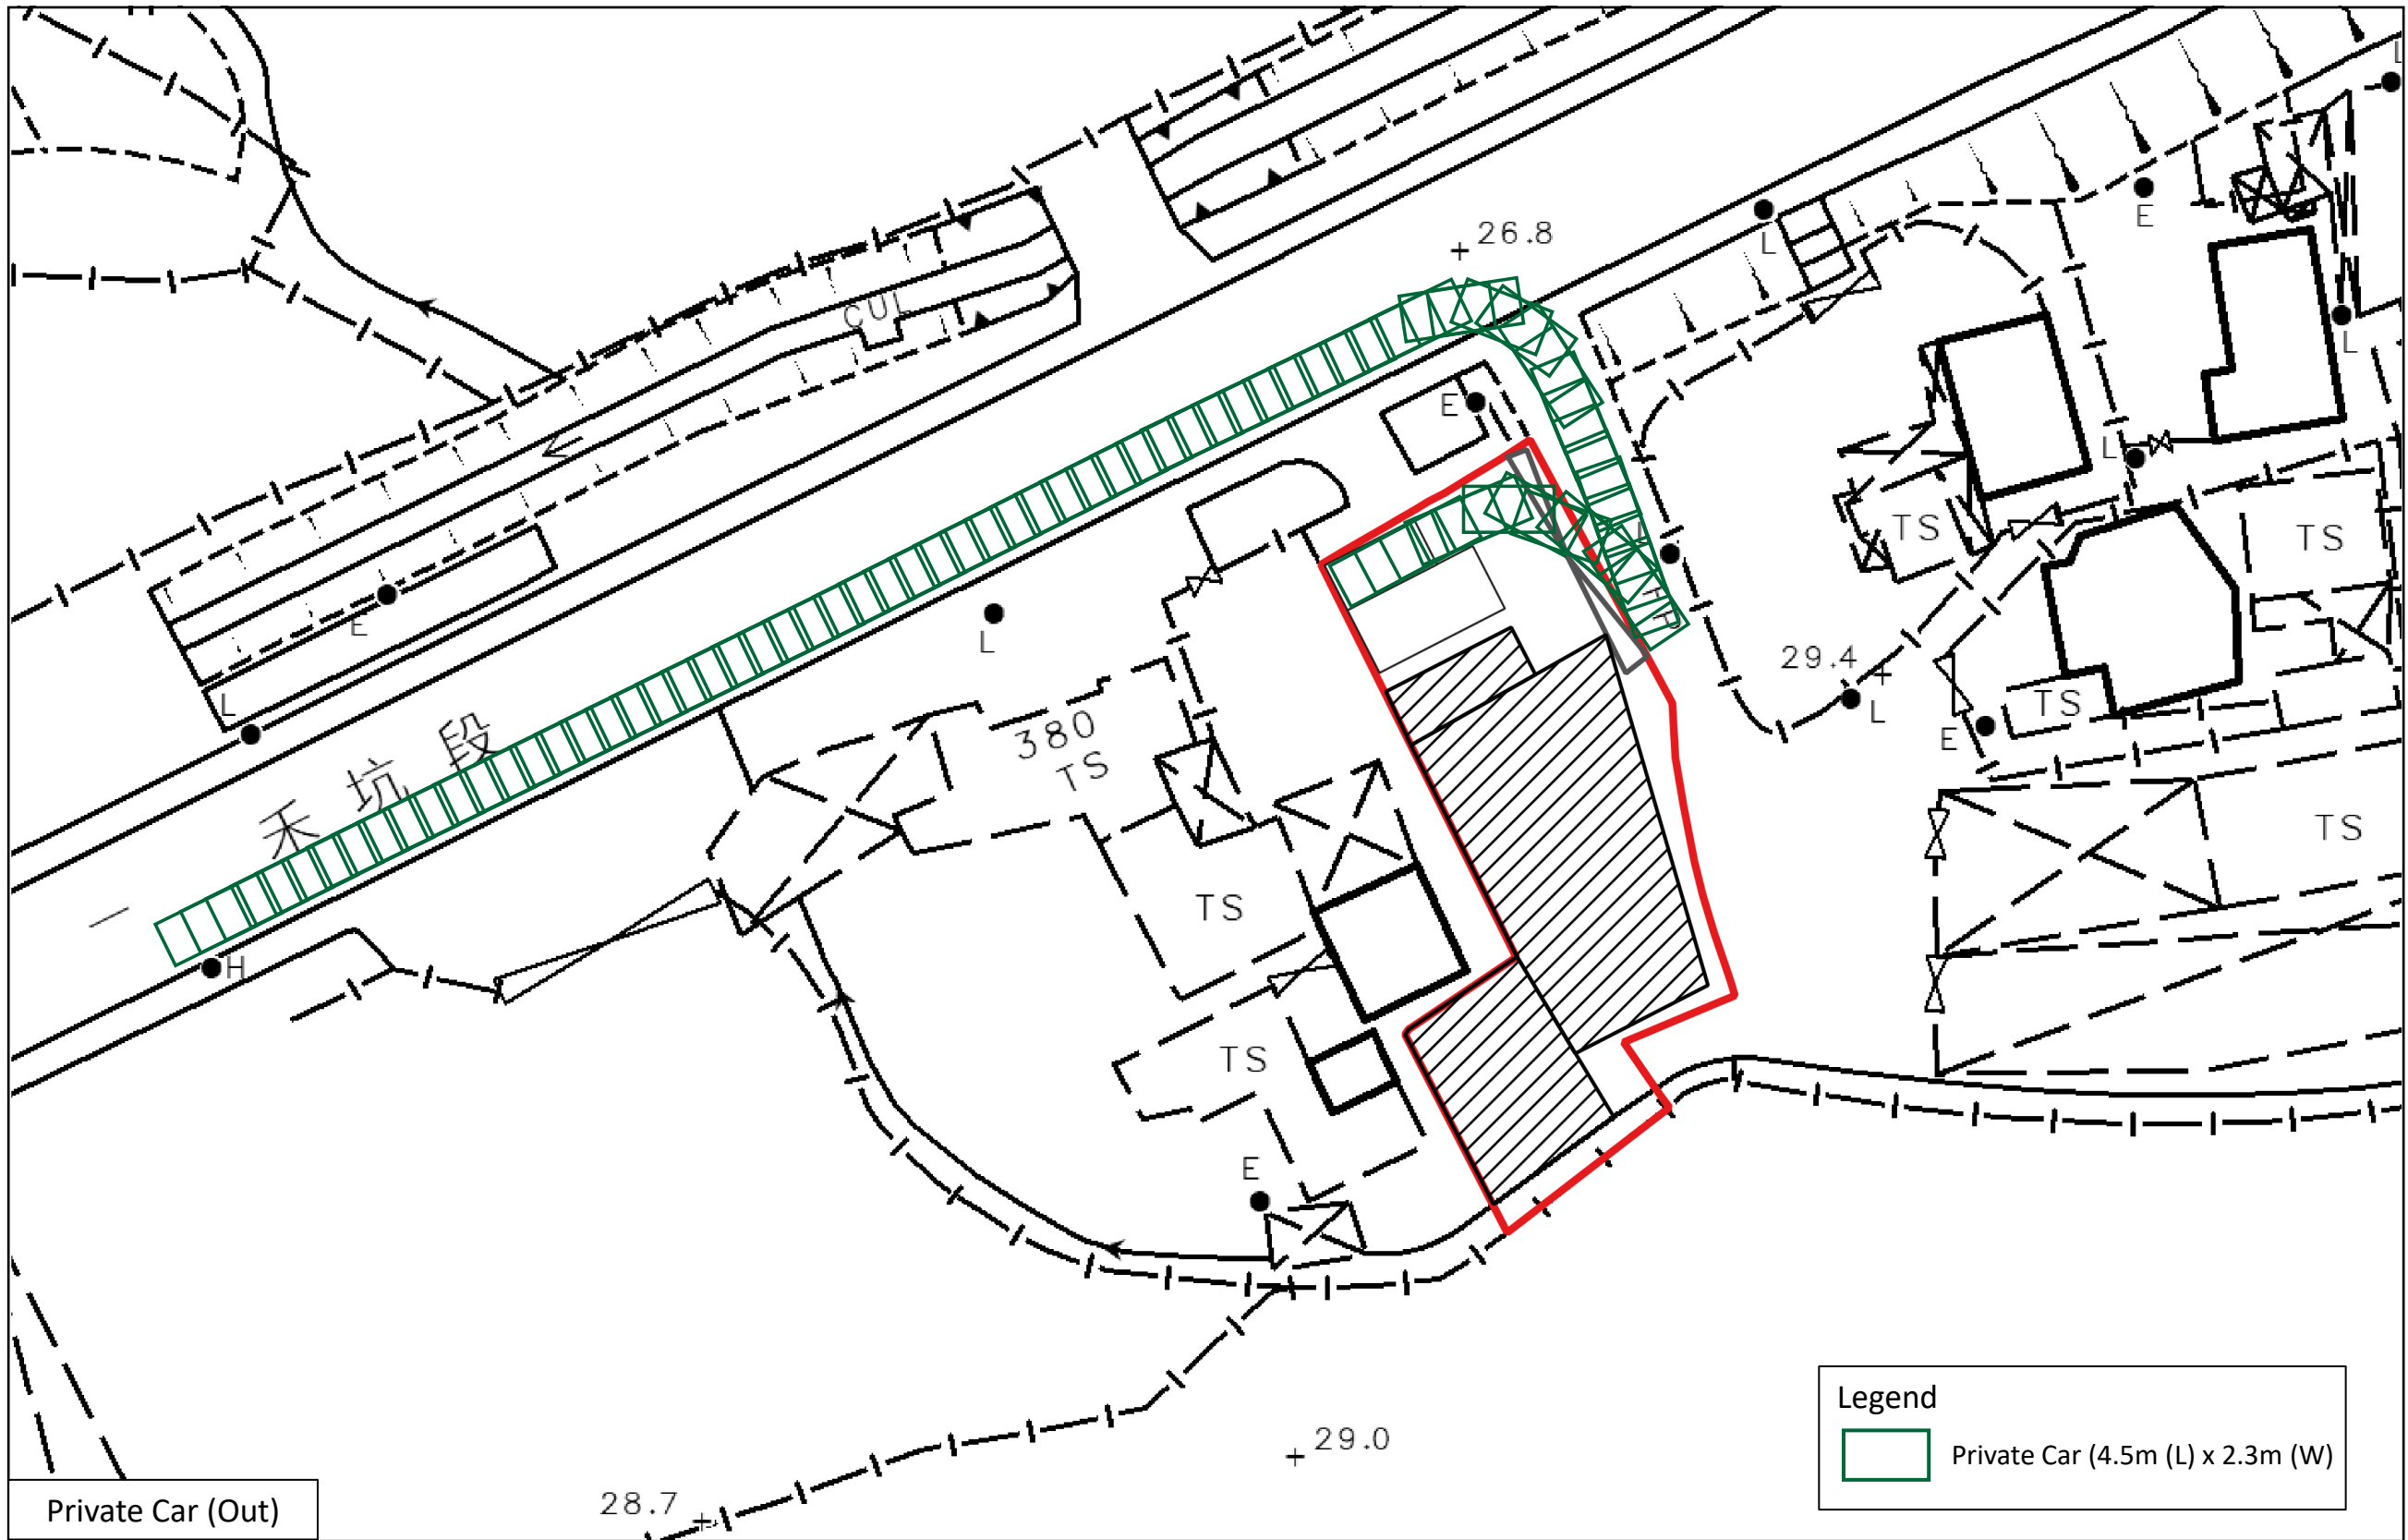 26.8
L
E
L
CUL
E
L
L
TS
TS
E
L
29.4
L
TS
E
L
380
TS
禾坑段
TS
TS
H
TS
E
29.0
28.7
Legend
Private Car (4.5m (L) x 2.3m (W)
Private Car (Out)